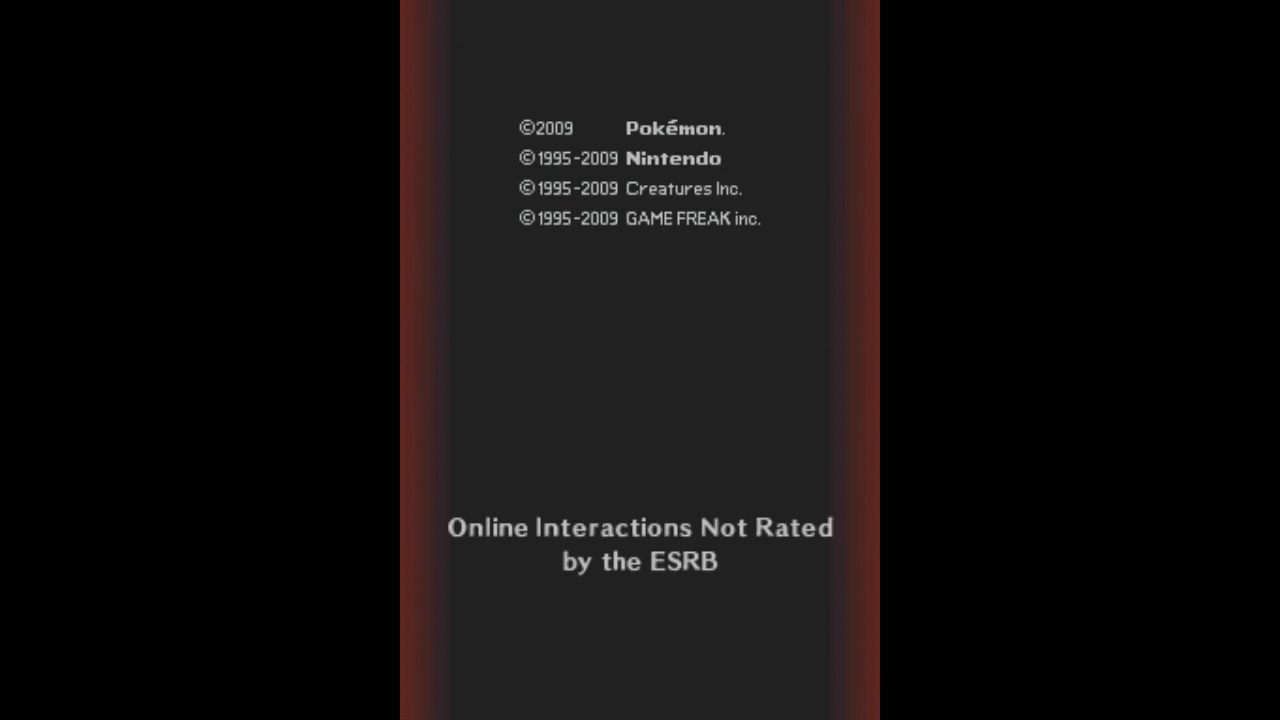 ©2009 Pokémon.
©1995-2009 Nintendo
©1995-2009 Creatures Inc.
©1995-2009 GAME FREAK inc.
Online Interactions Not Rated
by the ESRB